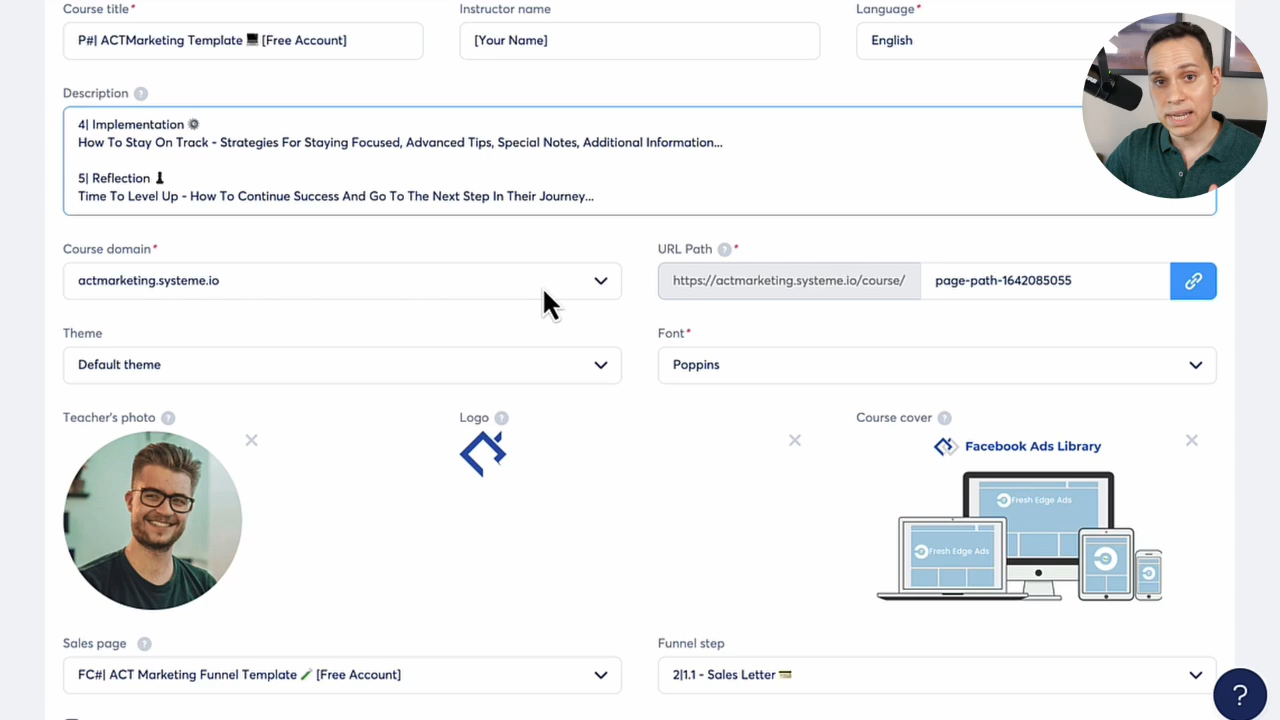 Course title*
Instructor name
Language*
P#| ACTMarketing Template 💻 [Free Account]
[Your Name]
English
Description ?
4| Implementation ⚙️
How To Stay On Track - Strategies For Staying Focused, Advanced Tips, Special Notes, Additional Information...
5| Reflection ♟️
Time To Level Up - How To Continue Success And Go To The Next Step In Their Journey...
Course domain*
URL Path ? *
actmarketing.systeme.io
https://actmarketing.systeme.io/course/
page-path-1642085055
Theme
Font*
Default theme
Poppins
Teacher's photo ?
Logo ?
Course cover ?
Facebook Ads Library
Fresh Edge Ads
Fresh Edge Ads
Sales page ?
Funnel step
FC#| ACT Marketing Funnel Template 🧪 [Free Account]
2|1.1 - Sales Letter 🎫
?